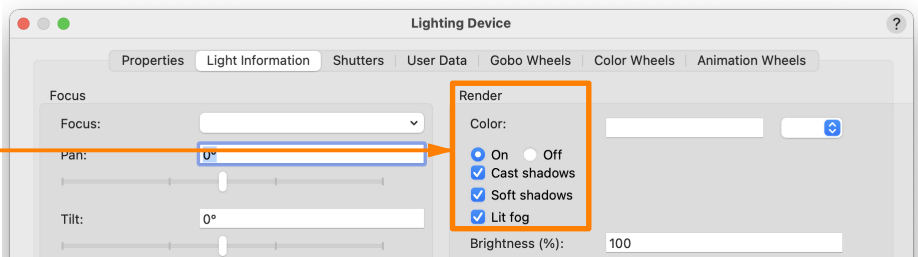 Lighting Device
?
Properties Light Information Shutters User Data Gobo Wheels Color Wheels Animation Wheels
Focus
Focus:
Pan: 0°
Tilt: 0°
Render
Color:
On Off
Cast shadows
Soft shadows
Lit fog
Brightness (%): 100